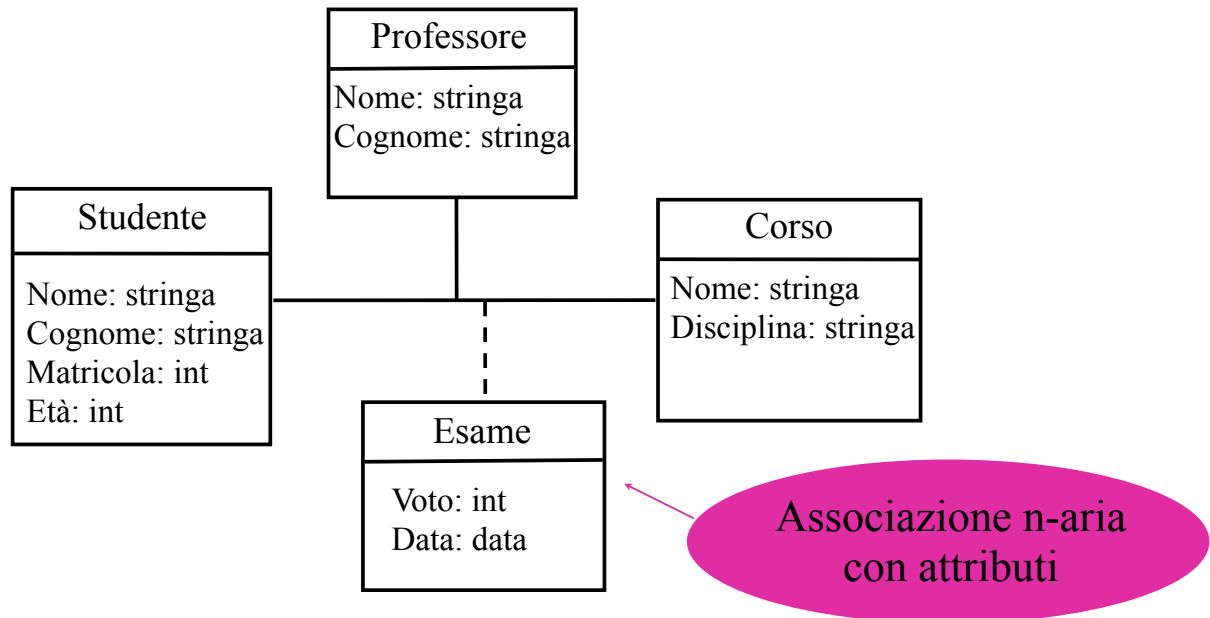 Professore
Nome: stringa
Cognome: stringa
Studente
Nome: stringa
Cognome: stringa
Matricola: int
Età: int
Corso
Nome: stringa
Disciplina: stringa
Esame
Voto: int
Data: data
Associazione n-aria
con attributi